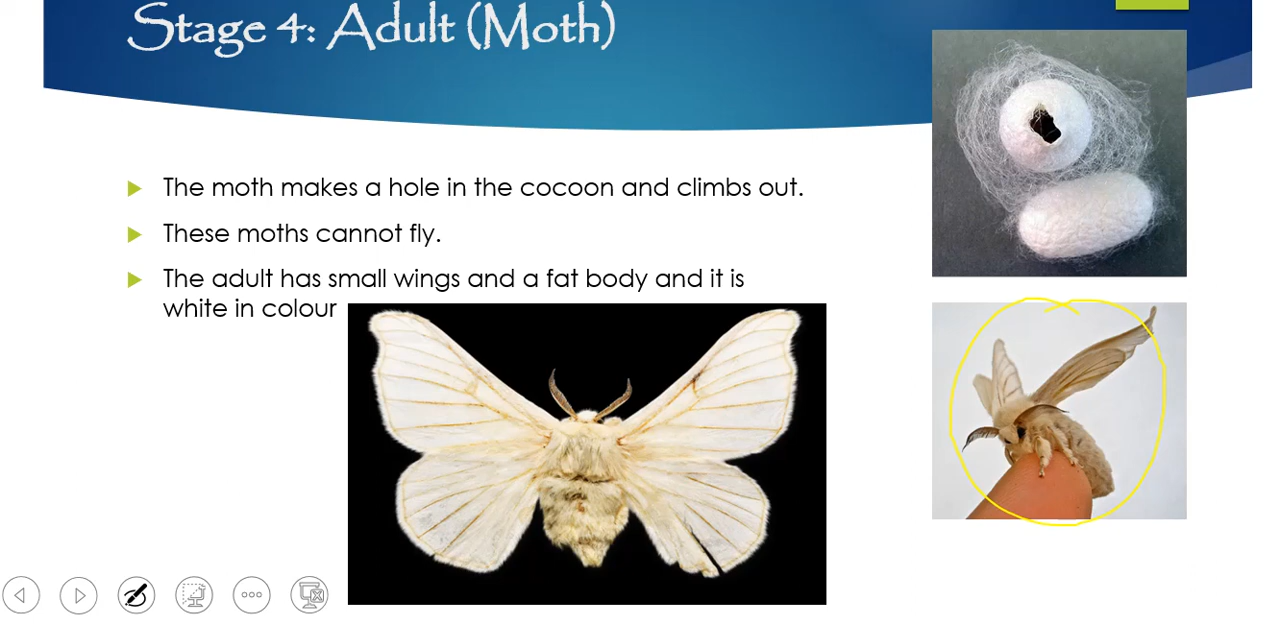 Stage 4: Adult (Moth)
The moth makes a hole in the cocoon and climbs out.
These moths cannot fly.
The adult has small wings and a fat body and it is
white in colour